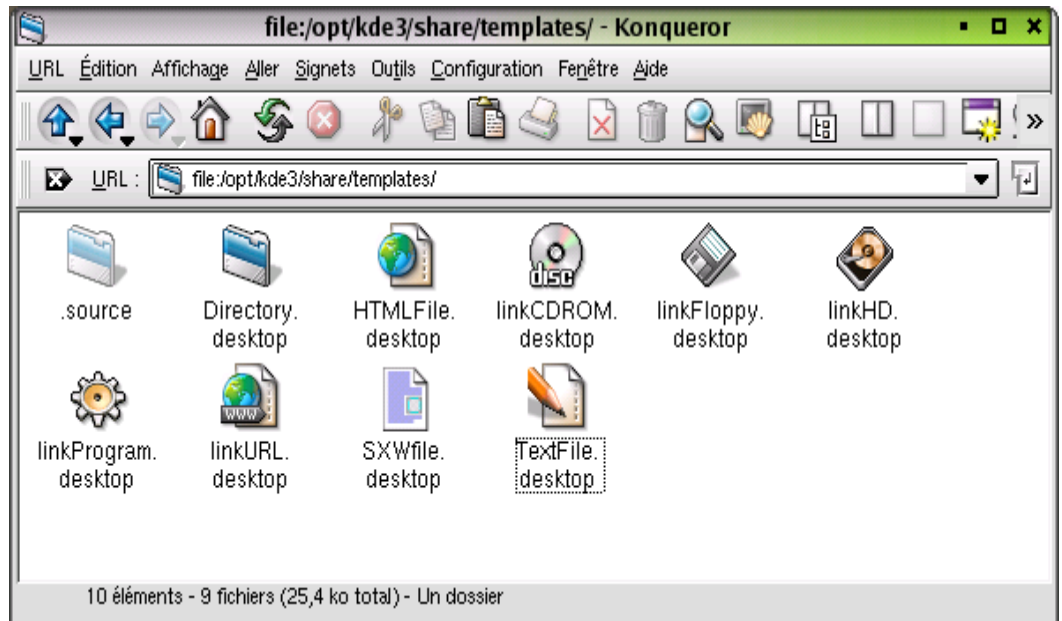 file:/opt/kde3/share/templates/ - Konqueror
URL Édition Affichage Aller Signets Outils Configuration Fenêtre Aide
»
URL : file:/opt/kde3/share/templates/
.source Directory. HTMLFile. linkCDROM. linkFloppy. linkHD.
desktop desktop desktop desktop desktop
linkProgram. linkURL. SXWfile. TextFile.
desktop desktop desktop desktop
10 éléments - 9 fichiers (25,4 ko total) - Un dossier